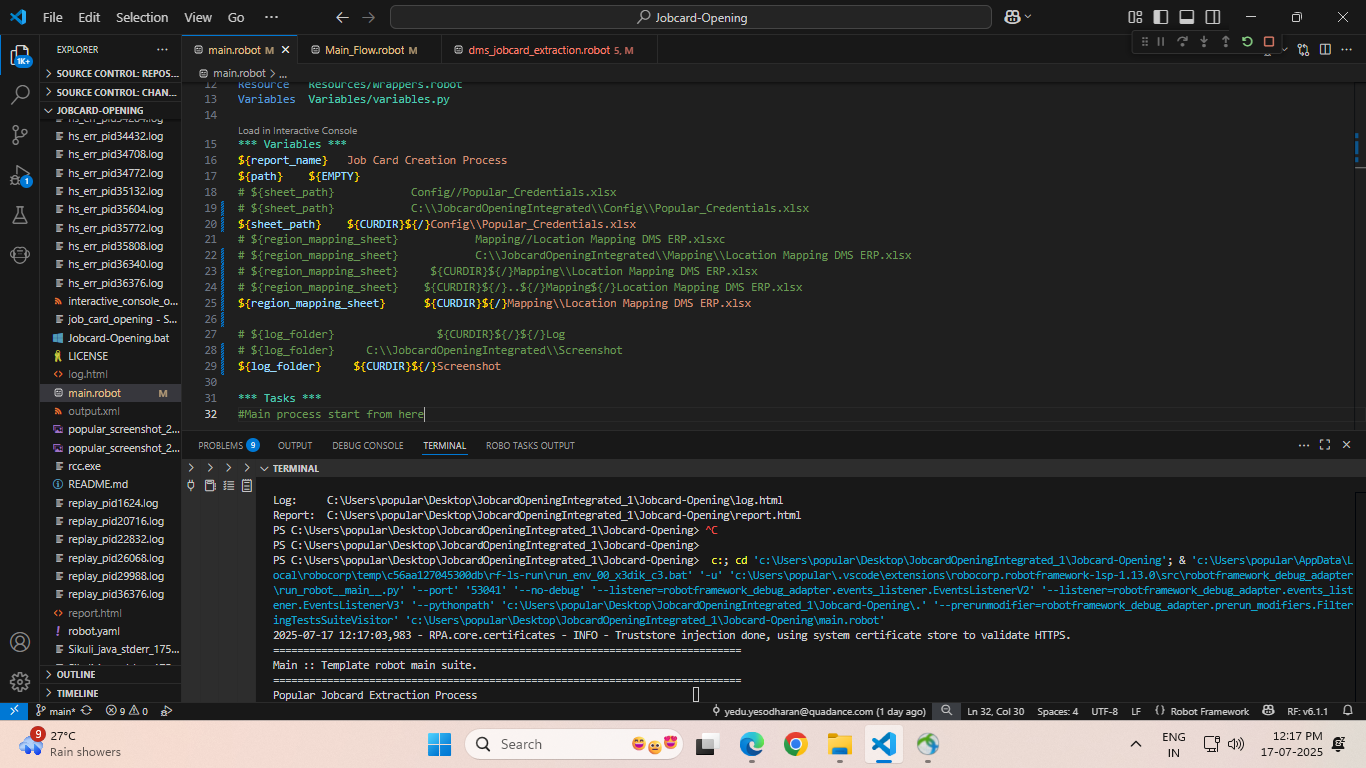 File Edit Selection View Go ···
Jobcard-Opening
EXPLORER
main.robot M
Main_Flow.robot M
dms_jobcard_extraction.robot 5, M
1K+
SOURCE CONTROL: REPOS...
SOURCE CONTROL: CHAN...
JOBCARD-OPENING
hs_err_pid34432.log
hs_err_pid34708.log
hs_err_pid34772.log
hs_err_pid35132.log
hs_err_pid35604.log
hs_err_pid35772.log
hs_err_pid35808.log
hs_err_pid36340.log
hs_err_pid36376.log
interactive_console_o...
job_card_opening - S...
Jobcard-Opening.bat
LICENSE
log.html
main.robot M
output.xml
popular_screenshot_2...
popular_screenshot_2...
rcc.exe
README.md
replay_pid1624.log
replay_pid20716.log
replay_pid22832.log
replay_pid26068.log
replay_pid29988.log
replay_pid36376.log
report.html
robot.yaml
Sikuli_java_stderr_175...
OUTLINE
TIMELINE
1
main.robot > ...
12 Resource Resources/wrappers.robot
13 Variables Variables/variables.py
14
Load in Interactive Console
15 *** Variables ***
16 ${report_name} Job Card Creation Process
17 ${path} ${EMPTY}
18 # ${sheet_path} Config//Popular_Credentials.xlsx
19 # ${sheet_path} C:\\JobcardOpeningIntegrated\\Config\\Popular_Credentials.xlsx
20 ${sheet_path} ${CURDIR}${/}Config\\Popular_Credentials.xlsx
21 # ${region_mapping_sheet} Mapping//Location Mapping DMS ERP.xlsxc
22 # ${region_mapping_sheet} C:\\JobcardOpeningIntegrated\\Mapping\\Location Mapping DMS ERP.xlsx
23 # ${region_mapping_sheet} ${CURDIR}${/}Mapping\\Location Mapping DMS ERP.xlsx
24 # ${region_mapping_sheet} ${CURDIR}${/}..${/}Mapping${/}Location Mapping DMS ERP.xlsx
25 ${region_mapping_sheet} ${CURDIR}${/}Mapping\\Location Mapping DMS ERP.xlsx
26
27 # ${log_folder} ${CURDIR}${/}${/}Log
28 # ${log_folder} C:\\JobcardOpeningIntegrated\\Screenshot
29 ${log_folder} ${CURDIR}${/}Screenshot
30
31 *** Tasks ***
32 #Main process start from here
PROBLEMS 9 OUTPUT DEBUG CONSOLE TERMINAL ROBO TASKS OUTPUT
TERMINAL
Log: C:\Users\popular\Desktop\JobcardOpeningIntegrated_1\Jobcard-Opening\log.html
Report: C:\Users\popular\Desktop\JobcardOpeningIntegrated_1\Jobcard-Opening\report.html
PS C:\Users\popular\Desktop\JobcardOpeningIntegrated_1\Jobcard-Opening> ^C
PS C:\Users\popular\Desktop\JobcardOpeningIntegrated_1\Jobcard-Opening>
PS C:\Users\popular\Desktop\JobcardOpeningIntegrated_1\Jobcard-Opening> c:; cd 'c:\Users\popular\Desktop\JobcardOpeningIntegrated_1\Jobcard-Opening'; & 'c:\Users\popular\AppData\L
ocal\robocorp\temp\c56aa127045300db\rf-ls-run\run_env_00_x3dik_c3.bat' '-u' 'c:\Users\popular\.vscode\extensions\robocorp.robotframework-lsp-1.13.0\src\robotframework_debug_adapter
\run_robot__main__.py' '--port' '53041' '--no-debug' '--listener=robotframework_debug_adapter.events_listener.EventsListenerV2' '--listener=robotframework_debug_adapter.events_list
ener.EventsListenerV3' '--pythonpath' 'c:\Users\popular\Desktop\JobcardOpeningIntegrated_1\Jobcard-Opening\.' '--prerunmodifier=robotframework_debug_adapter.prerun_modifiers.Filter
ingTestsSuiteVisitor' 'c:\Users\popular\Desktop\JobcardOpeningIntegrated_1\Jobcard-Opening\main.robot'
2025-07-17 12:17:03,983 - RPA.core.certificates - INFO - Truststore injection done, using system certificate store to validate HTTPS.
==============================================================================
Main :: Template robot main suite.
==============================================================================
Popular Jobcard Extraction Process
main* 9 0
yedu.yesodharan@quadance.com (1 day ago) Ln 32, Col 30 Spaces: 4 UTF-8 LF Robot Framework RF: v6.1.1
9
27°C
Rain showers
Search
ENG
IN
12:17 PM
17-07-2025